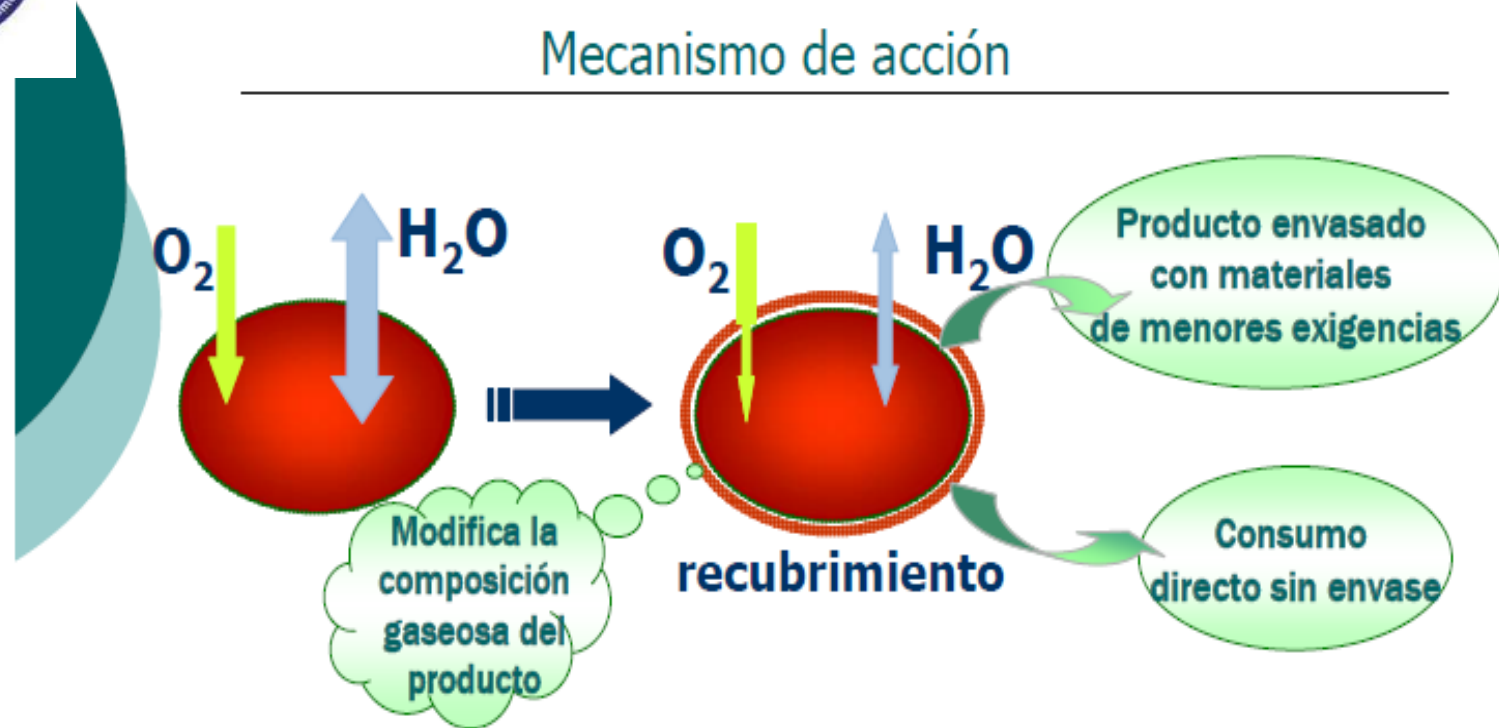 Mecanismo de acción
O₂
H₂O
O₂
H₂O
Producto envasado
con materiales
de menores exigencias
Modifica la
composición
gaseosa del
producto
recubrimiento
Consumo
directo sin envase